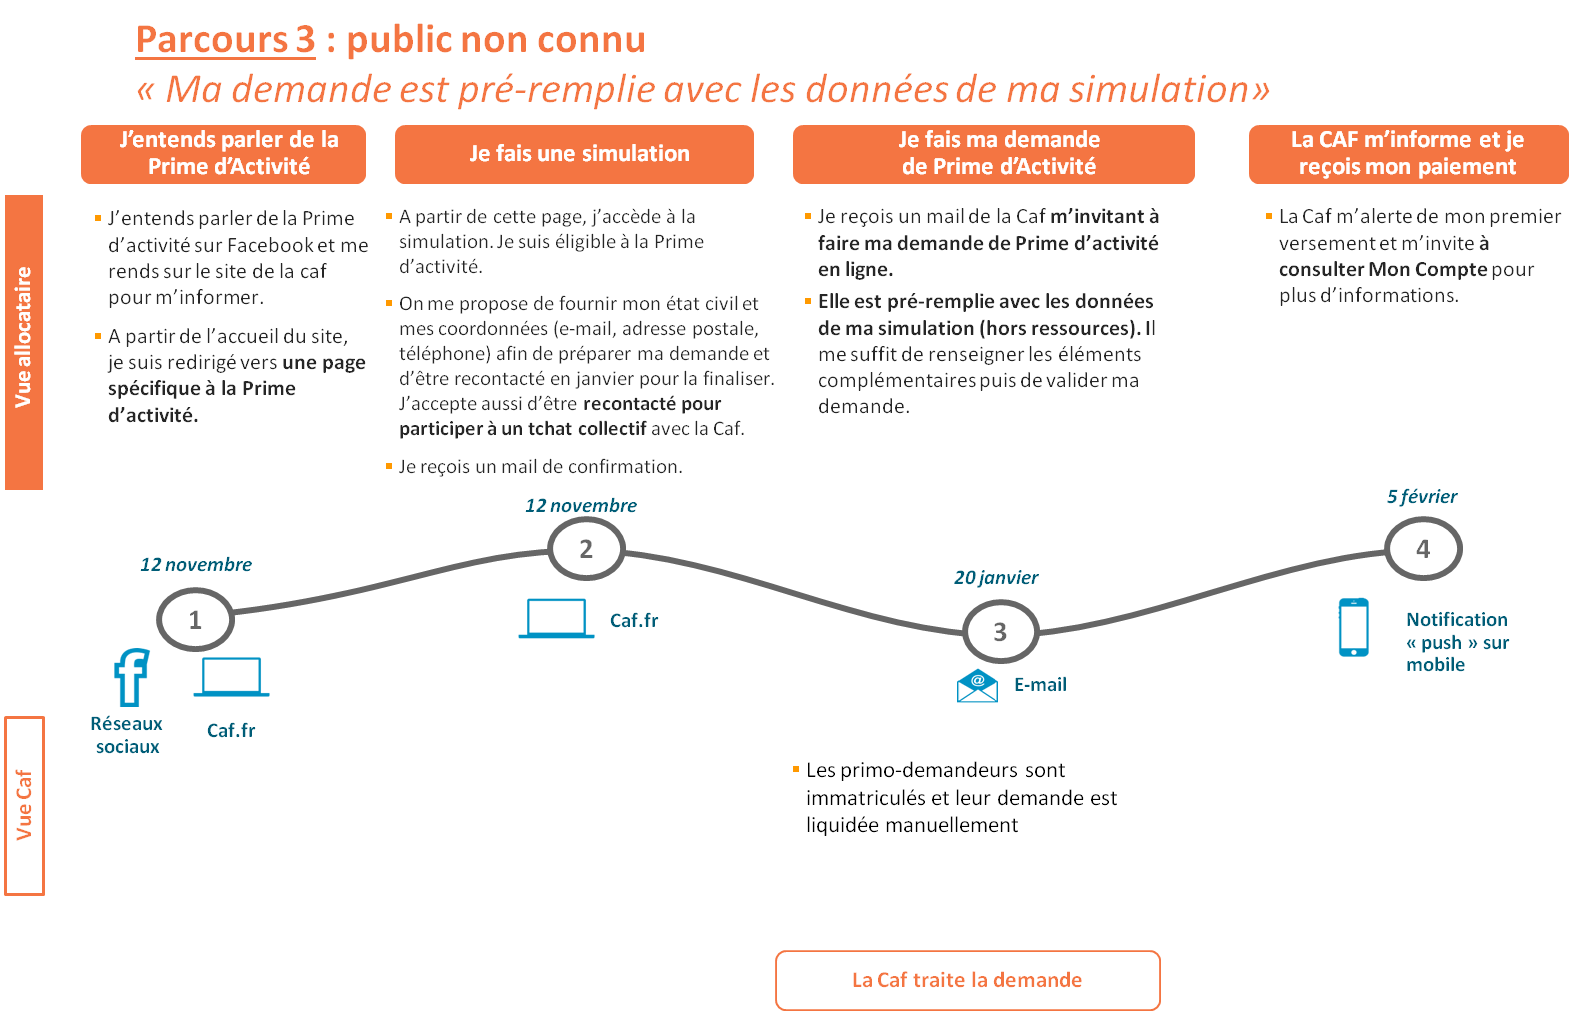 Parcours 3 : public non connu
« Ma demande est pré-remplie avec les données de ma simulation»
J’entends parler de la
Prime d’Activité
Je fais une simulation
Je fais ma demande
de Prime d’Activité
La CAF m’informe et je
reçois mon paiement
Vue allocataire
J’entends parler de la Prime
d’activité sur Facebook et me
rends sur le site de la caf
pour m’informer.
A partir de l’accueil du site,
je suis redirigé vers une page
spécifique à la Prime
d’activité.
A partir de cette page, j’accède à la
simulation. Je suis éligible à la Prime
d’activité.
On me propose de fournir mon état civil et
mes coordonnées (e-mail, adresse postale,
téléphone) afin de préparer ma demande et
d’être recontacté en janvier pour la finaliser.
J’accepte aussi d’être recontacté pour
participer à un tchat collectif avec la Caf.
Je reçois un mail de confirmation.
Je reçois un mail de la Caf m’invitant à
faire ma demande de Prime d’activité
en ligne.
Elle est pré-remplie avec les données
de ma simulation (hors ressources). Il
me suffit de renseigner les éléments
complémentaires puis de valider ma
demande.
La Caf m’alerte de mon premier
versement et m’invite à
consulter Mon Compte pour
plus d’informations.
12 novembre
1
Réseaux
sociaux
Caf.fr
12 novembre
2
Caf.fr
20 janvier
3
@
E-mail
5 février
4
Notification
« push » sur
mobile
Vue Caf
Les primo-demandeurs sont
immatriculés et leur demande est
liquidée manuellement
La Caf traite la demande